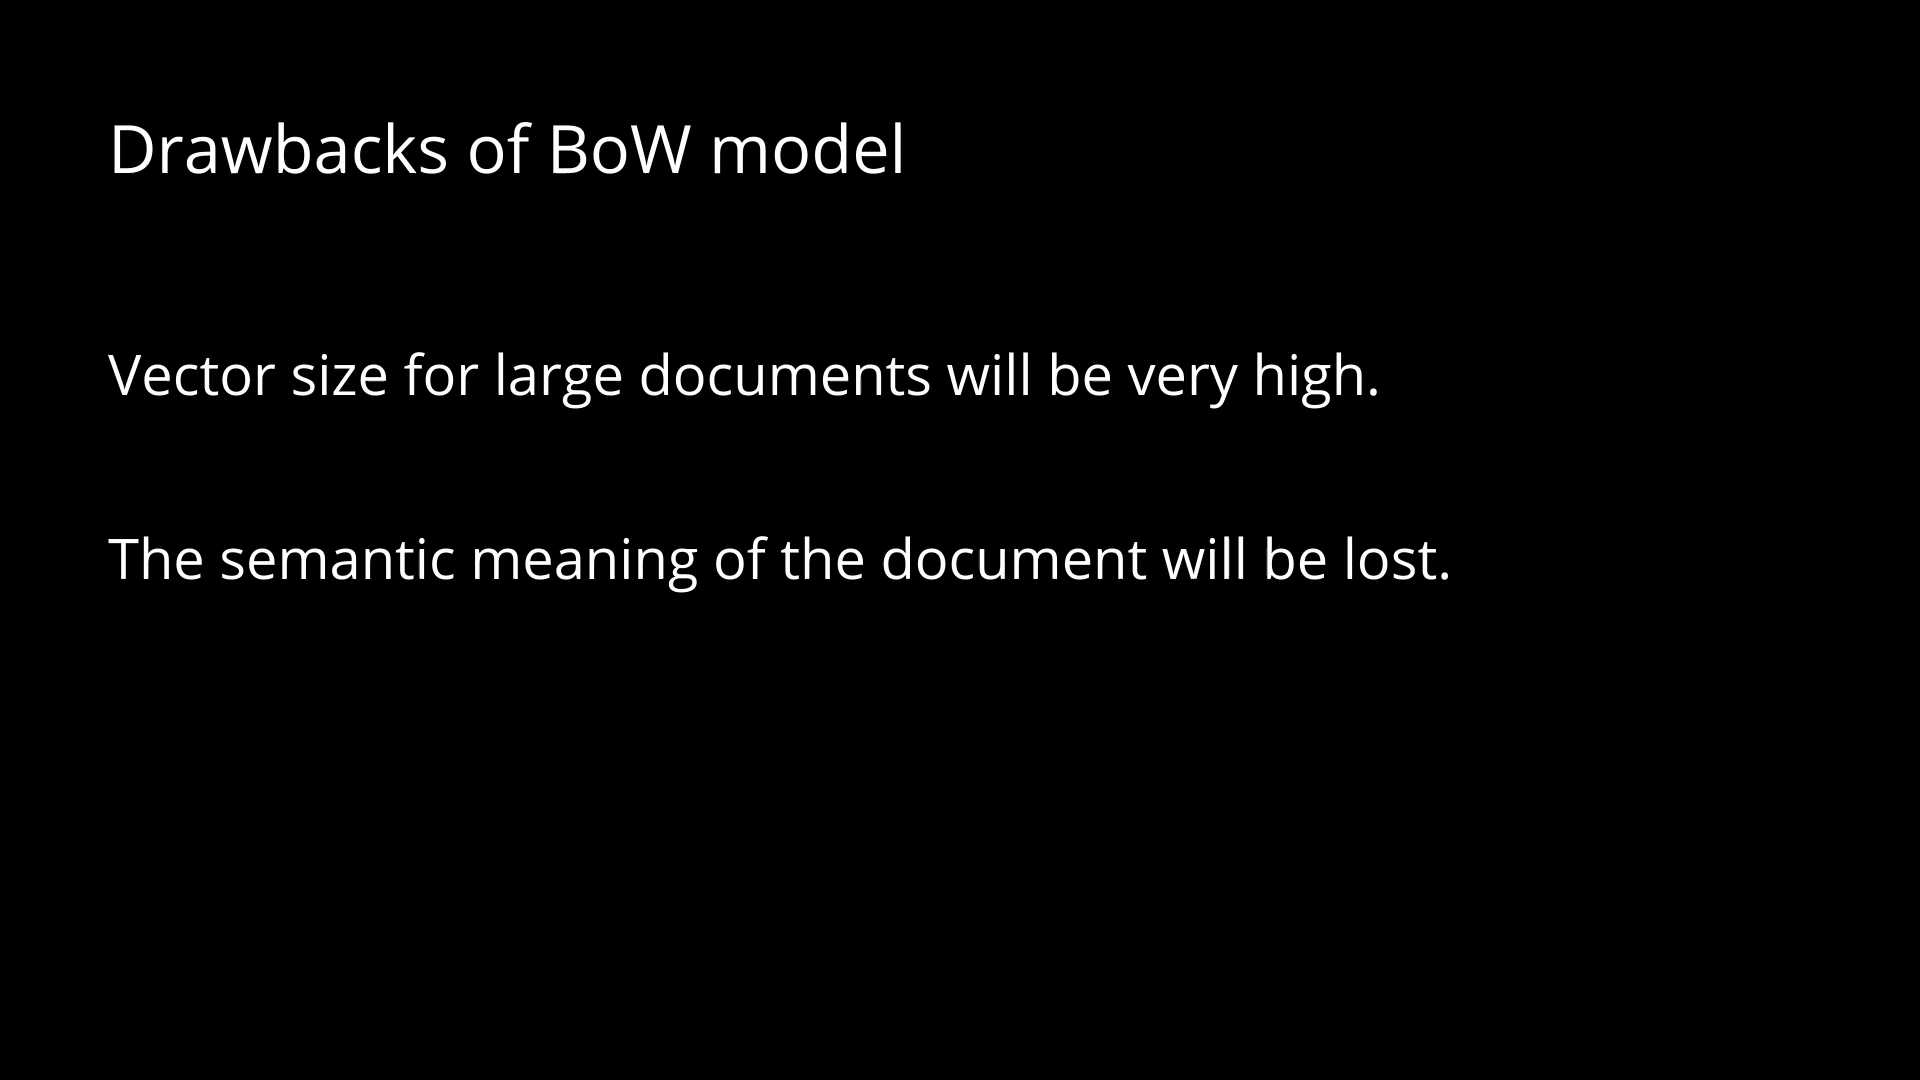 Drawbacks of BoW model
Vector size for large documents will be very high.
The semantic meaning of the document will be lost.